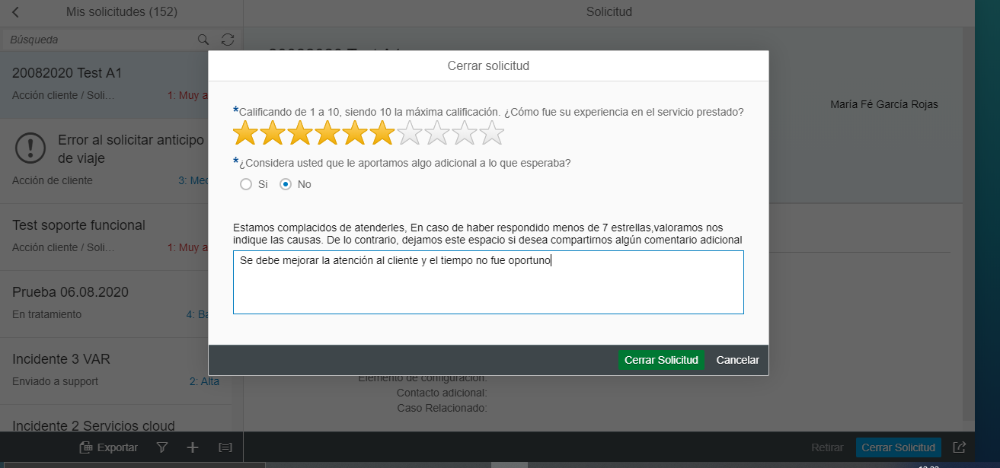 Mis solicitudes (152)
Solicitud
Búsqueda
20082020 Test A1
Acción cliente / Soli...
1: Muy a
María Fé García Rojas
Error al solicitar anticipo
de viaje
Acción de cliente
3: Med
Test soporte funcional
Acción cliente / Soli...
1: Muy a
Prueba 06.08.2020
En tratamiento
4: Ba
Incidente 3 VAR
Enviado a support
2: Alta
Incidente 2 Servicios cloud
Cerrar solicitud
*Calificando de 1 a 10, siendo 10 la máxima calificación. ¿Cómo fue su experiencia en el servicio prestado?
*¿Considera usted que le aportamos algo adicional a lo que esperaba?
Si No
Estamos complacidos de atenderles, En caso de haber respondido menos de 7 estrellas,valoramos nos
indique las causas. De lo contrario, dejamos este espacio si desea compartirnos algún comentario adicional
Se debe mejorar la atención al cliente y el tiempo no fue oportuno
Cerrar Solicitud Cancelar
Elemento de configuración:
Contacto adicional:
Caso Relacionado:
Exportar
Retirar Cerrar Solicitud